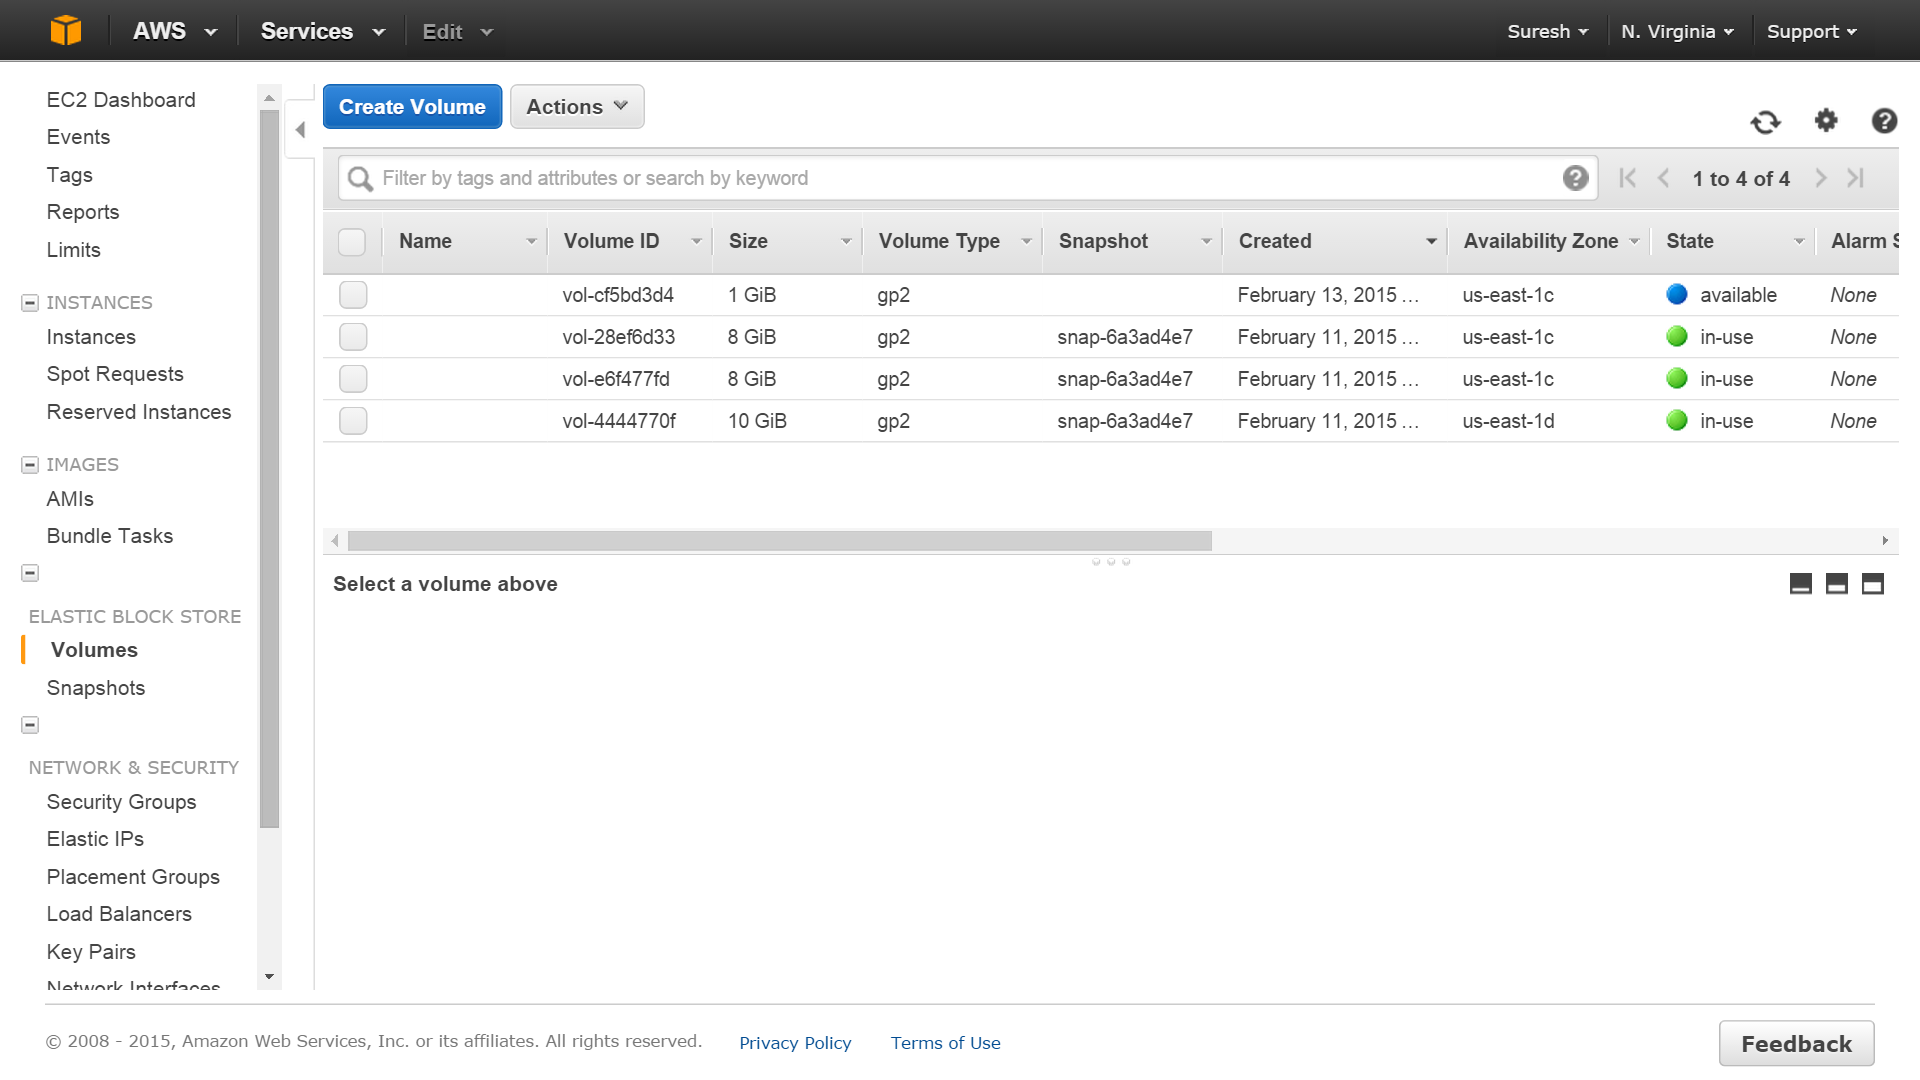 AWS Services Edit Suresh N. Virginia Support
EC2 Dashboard
Events
Tags
Reports
Limits
INSTANCES
Instances
Spot Requests
Reserved Instances
IMAGES
AMIs
Bundle Tasks
ELASTIC BLOCK STORE
Volumes
Snapshots
NETWORK & SECURITY
Security Groups
Elastic IPs
Placement Groups
Load Balancers
Key Pairs
Network Interfaces
Create Volume Actions
Filter by tags and attributes or search by keyword 1 to 4 of 4
Name Volume ID Size Volume Type Snapshot Created Availability Zone State Alarm S
vol-cf5bd3d4 1 GiB gp2 February 13, 2015 ... us-east-1c available None
vol-28ef6d33 8 GiB gp2 snap-6a3ad4e7 February 11, 2015 ... us-east-1c in-use None
vol-e6f477fd 8 GiB gp2 snap-6a3ad4e7 February 11, 2015 ... us-east-1c in-use None
vol-4444770f 10 GiB gp2 snap-6a3ad4e7 February 11, 2015 ... us-east-1d in-use None
Select a volume above
© 2008 - 2015, Amazon Web Services, Inc. or its affiliates. All rights reserved. Privacy Policy Terms of Use Feedback